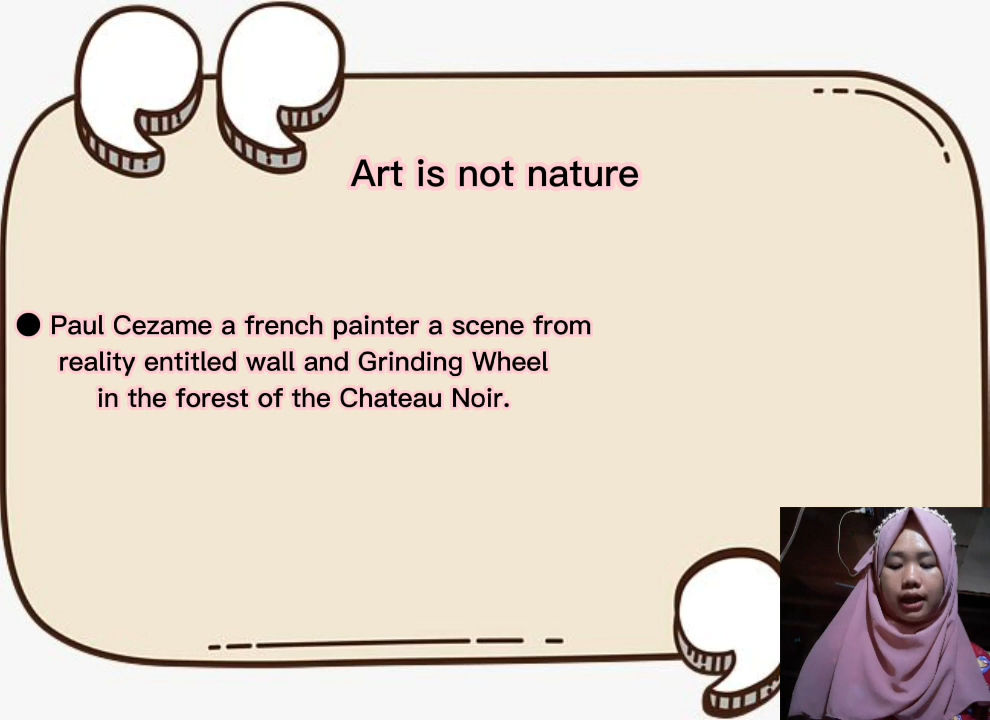 Art is not nature
● Paul Cezame a french painter a scene from
reality entitled wall and Grinding Wheel
in the forest of the Chateau Noir.